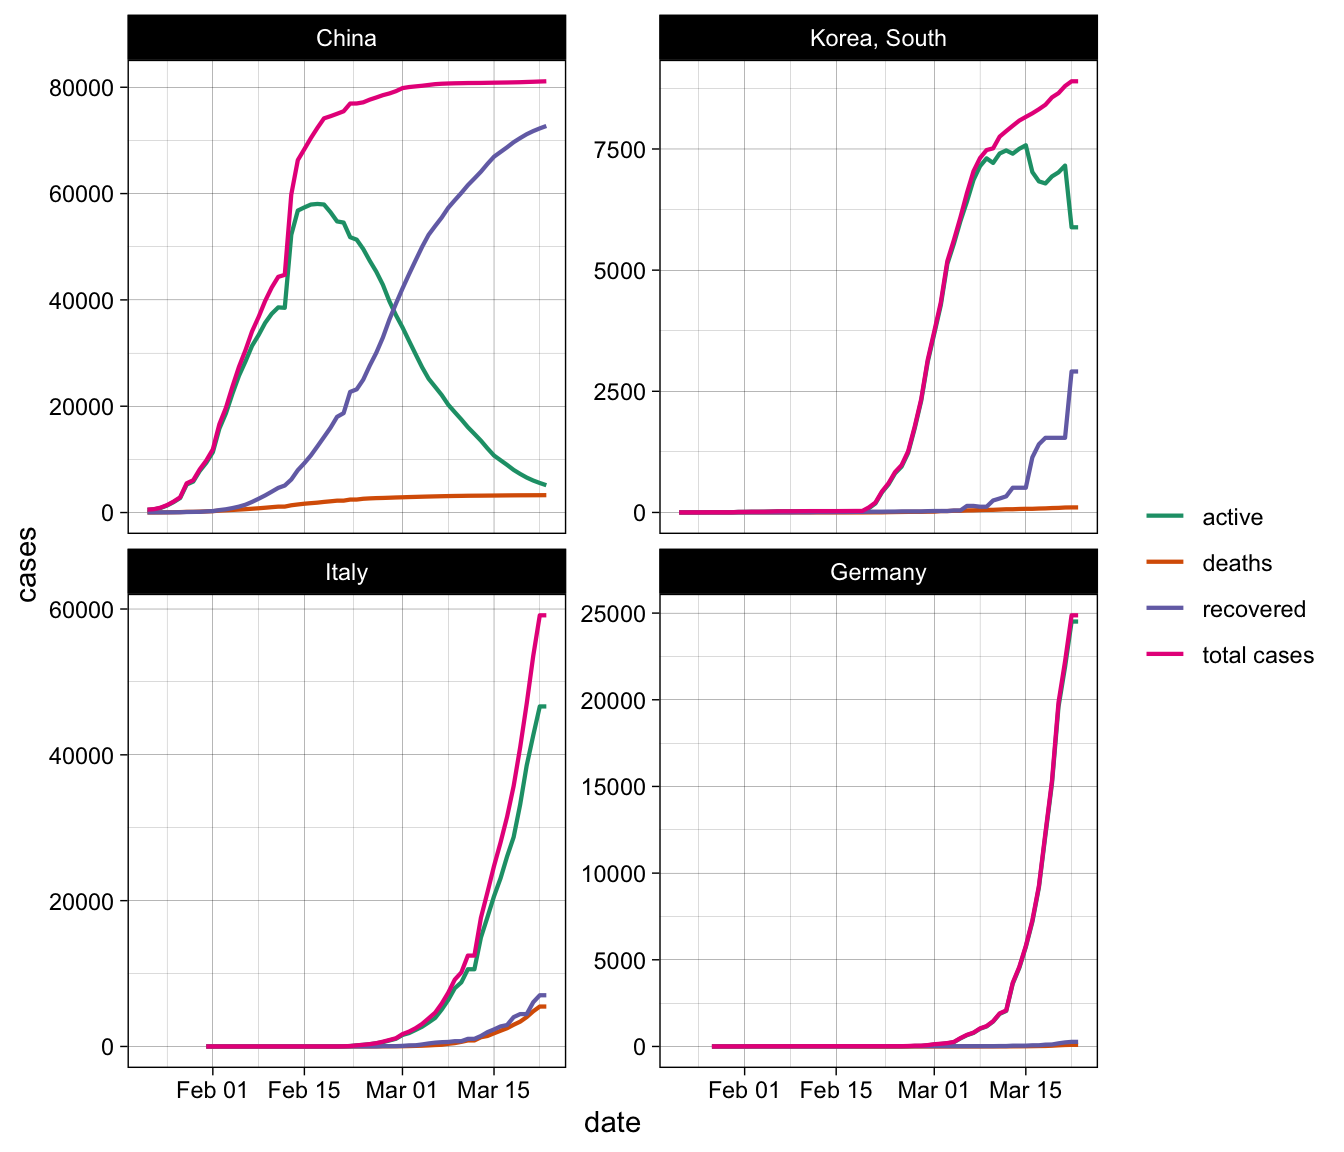 China
Korea, South
80000
60000
40000
20000
0
7500
5000
2500
0
cases
active
deaths
recovered
total cases
Italy
Germany
60000
40000
20000
0
25000
20000
15000
10000
5000
0
Feb 01 Feb 15 Mar 01 Mar 15
Feb 01 Feb 15 Mar 01 Mar 15
date